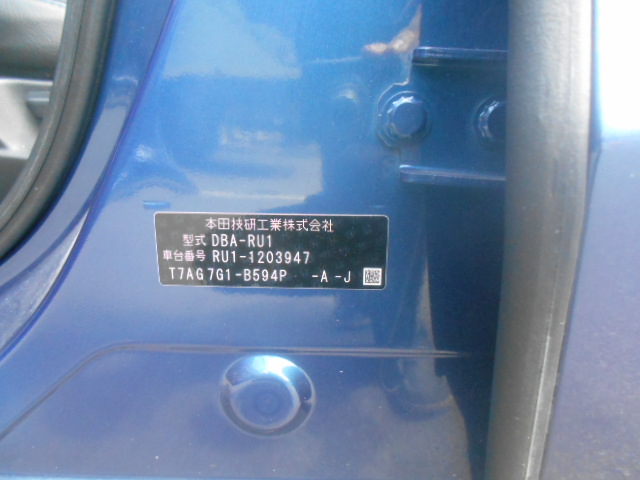 本田技研工業株式会社
型式 DBA-RU1
車台番号 RU1-1203947
T7AG7G1-B594P -A-J